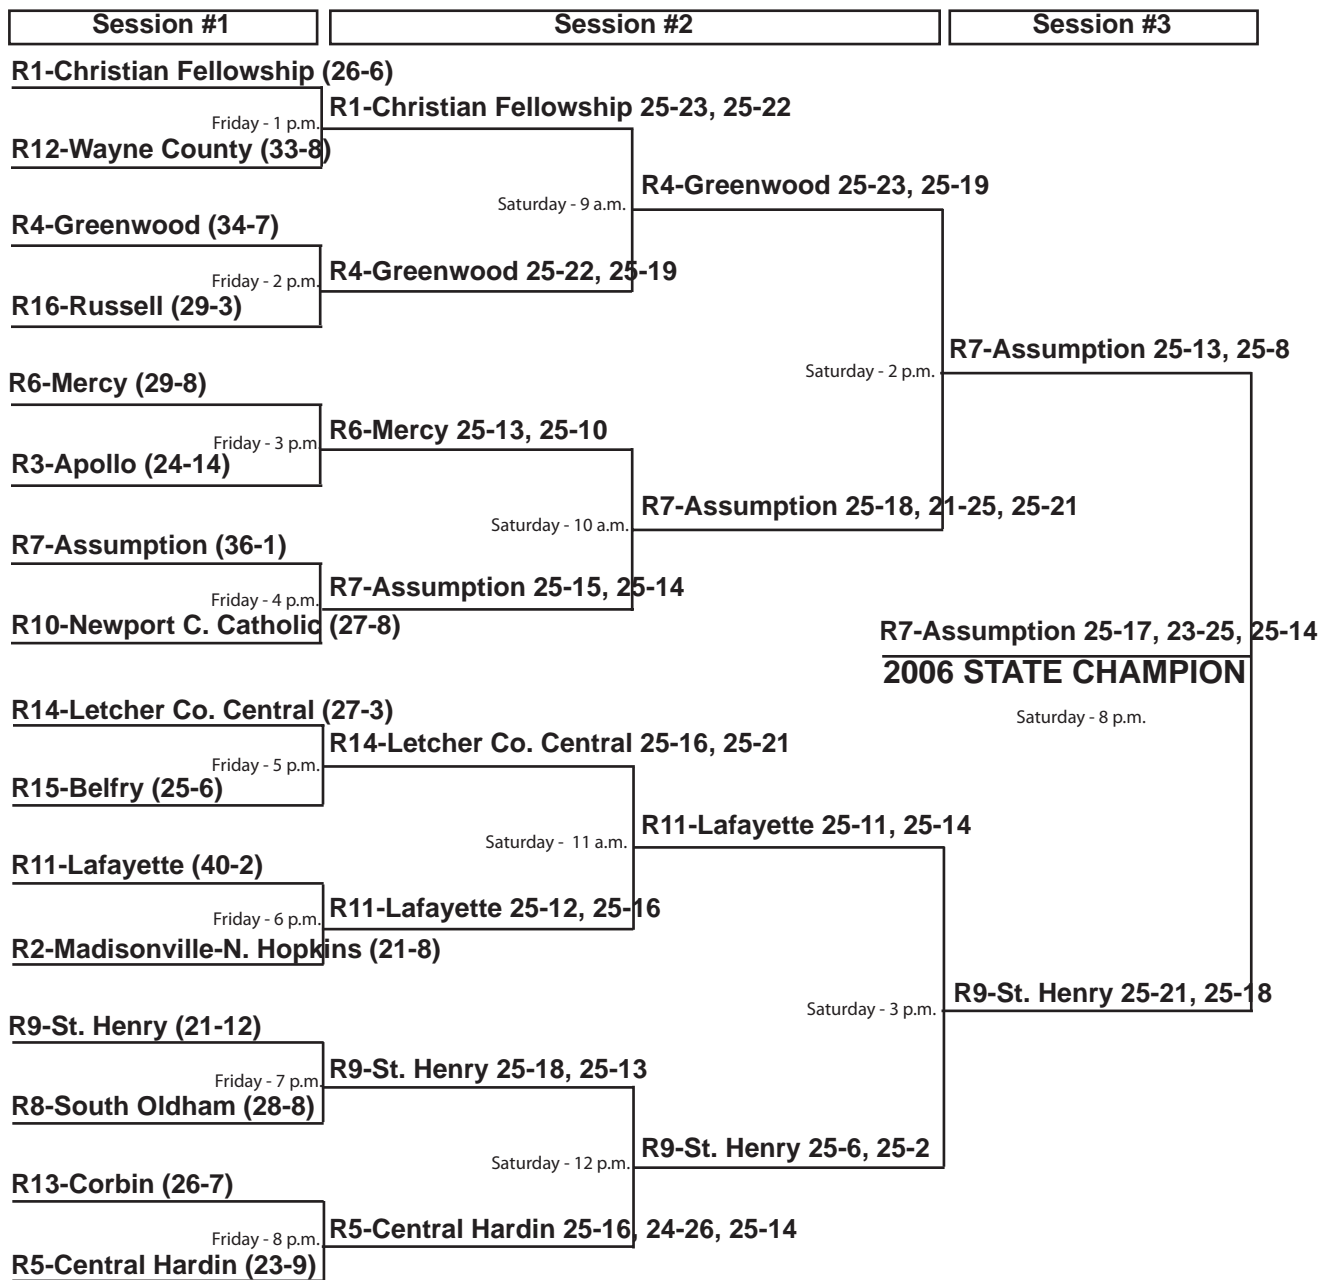 Session #1
Session #2
Session #3
R1-Christian Fellowship (26-6)
Friday - 1 p.m.
R12-Wayne County (33-8)
R4-Greenwood (34-7)
Friday - 2 p.m.
R16-Russell (29-3)
R6-Mercy (29-8)
Friday - 3 p.m.
R3-Apollo (24-14)
R7-Assumption (36-1)
Friday - 4 p.m.
R10-Newport C. Catholic (27-8)
R14-Letcher Co. Central (27-3)
Friday - 5 p.m.
R15-Belfry (25-6)
R11-Lafayette (40-2)
Friday - 6 p.m.
R2-Madisonville-N. Hopkins (21-8)
R9-St. Henry (21-12)
Friday - 7 p.m.
R8-South Oldham (28-8)
R13-Corbin (26-7)
Friday - 8 p.m.
R5-Central Hardin (23-9)
R1-Christian Fellowship 25-23, 25-22
Saturday - 9 a.m.
R4-Greenwood 25-22, 25-19
R6-Mercy 25-13, 25-10
Saturday - 10 a.m.
R7-Assumption 25-15, 25-14
R14-Letcher Co. Central 25-16, 25-21
Saturday - 11 a.m.
R11-Lafayette 25-12, 25-16
R9-St. Henry 25-18, 25-13
Saturday - 12 p.m.
R5-Central Hardin 25-16, 24-26, 25-14
R4-Greenwood 25-23, 25-19
Saturday - 2 p.m.
R7-Assumption 25-18, 21-25, 25-21
R11-Lafayette 25-11, 25-14
Saturday - 3 p.m.
R9-St. Henry 25-6, 25-2
R7-Assumption 25-13, 25-8
R7-Assumption 25-17, 23-25, 25-14
2006 STATE CHAMPION
Saturday - 8 p.m.
R9-St. Henry 25-21, 25-18